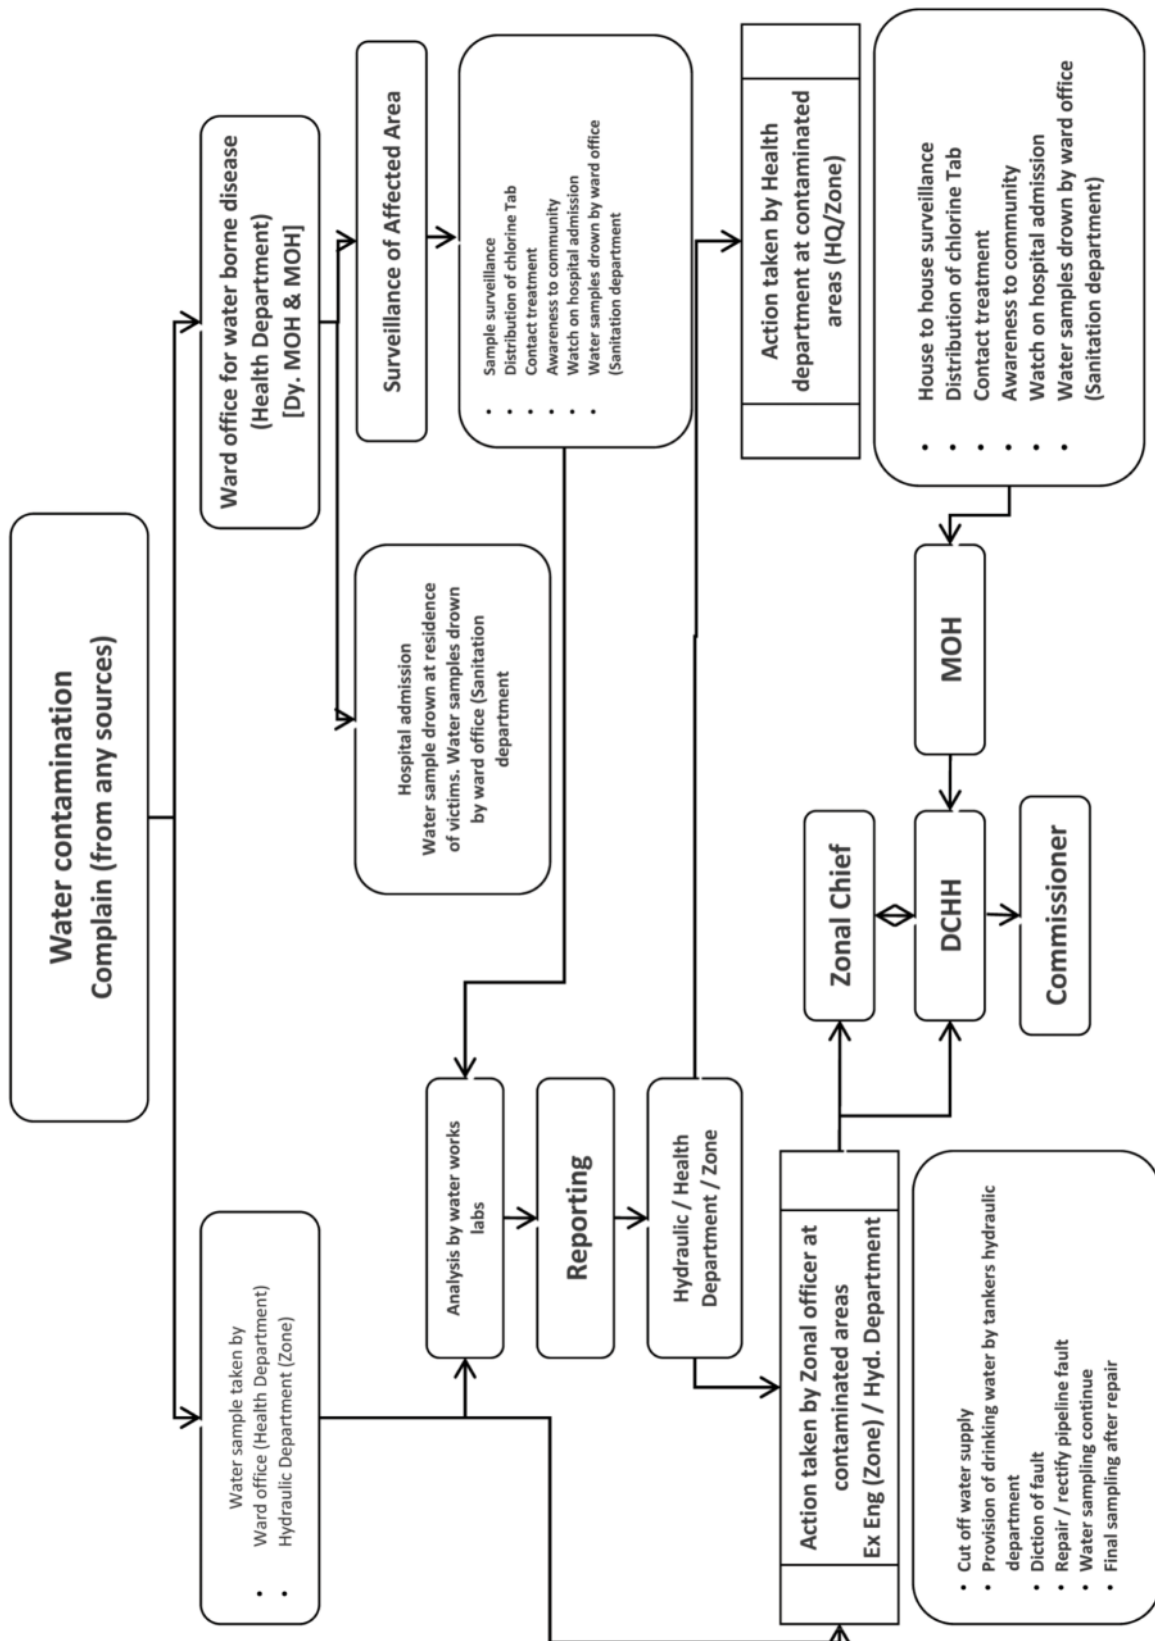 Water contamination
Complain (from any sources)
Water sample taken by
• Ward office (Health Department)
• Hydraulic Department (Zone)
Ward office for water borne disease
(Health Department)
[Dy. MOH & MOH]
Hospital admission
Water sample drown at residence
of victims. Water samples drown
by ward office (Sanitation
department
Surveillance of Affected Area
Analysis by water works
labs
• Sample surveillance
• Distribution of chlorine Tab
• Contact treatment
• Awareness to community
• Watch on hospital admission
• Water samples drown by ward office
(Sanitation department)
Reporting
Hydraulic / Health
Department / Zone
Action taken by Zonal officer at
contaminated areas
Ex Eng (Zone) / Hyd. Department
Action taken by Health
department at contaminated
areas (HQ/Zone)
• Cut off water supply
• Provision of drinking water by tankers hydraulic
department
• Diction of fault
• Repair / rectify pipeline fault
• Water sampling continue
• Final sampling after repair
Zonal Chief
DCHH
Commissioner
MOH
• House to house surveillance
• Distribution of chlorine Tab
• Contact treatment
• Awareness to community
• Watch on hospital admission
• Water samples drown by ward office
(Sanitation department)